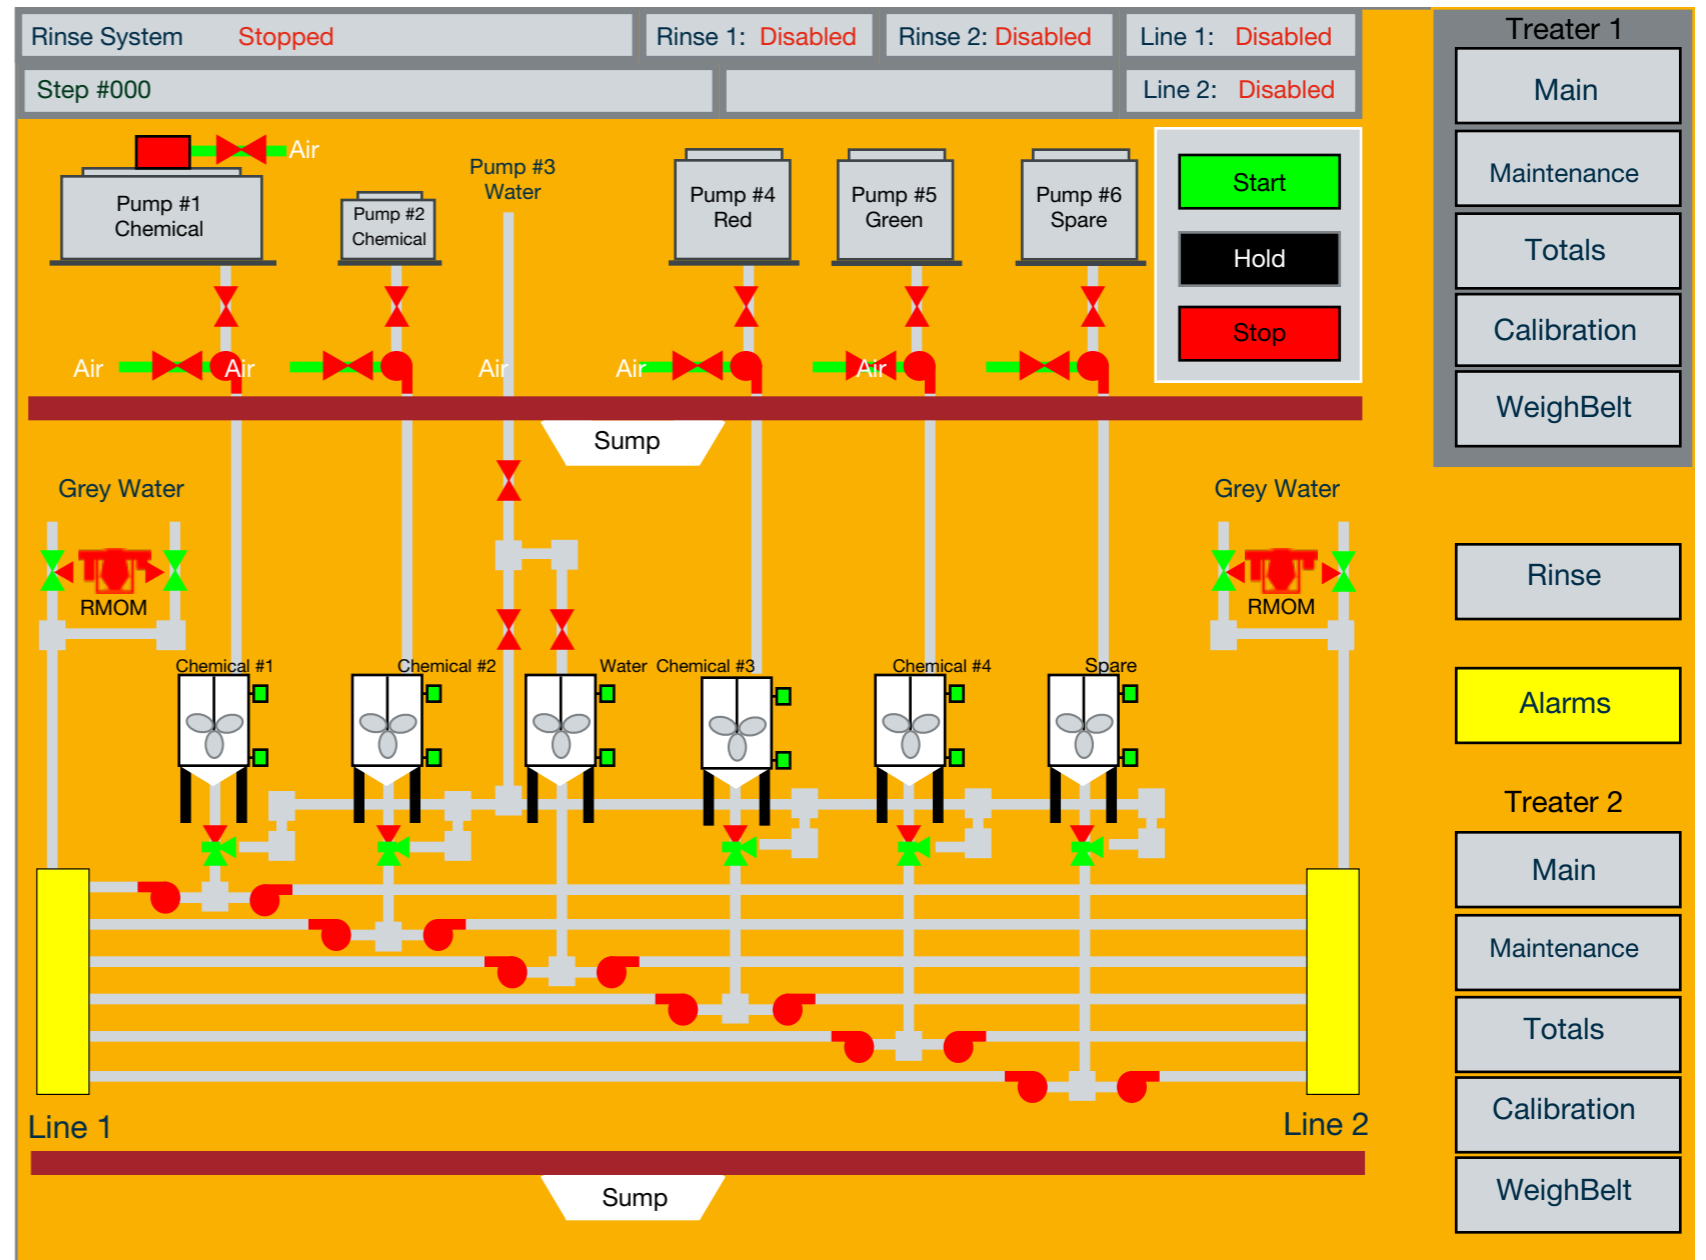 Rinse System Stopped
Rinse 1: Disabled
Rinse 2: Disabled
Line 1: Disabled
Step #000
Line 2: Disabled
Air
Pump #1
Chemical
Pump #2
Chemical
Pump #3
Water
Pump #4
Red
Pump #5
Green
Pump #6
Spare
Start
Hold
Stop
Air
Air
Air
Air
Air
Sump
Grey Water
Grey Water
RMOM
RMOM
Chemical #1
Chemical #2
Water
Chemical #3
Chemical #4
Spare
Line 1
Line 2
Sump
Treater 1
Main
Maintenance
Totals
Calibration
WeighBelt
Rinse
Alarms
Treater 2
Main
Maintenance
Totals
Calibration
WeighBelt